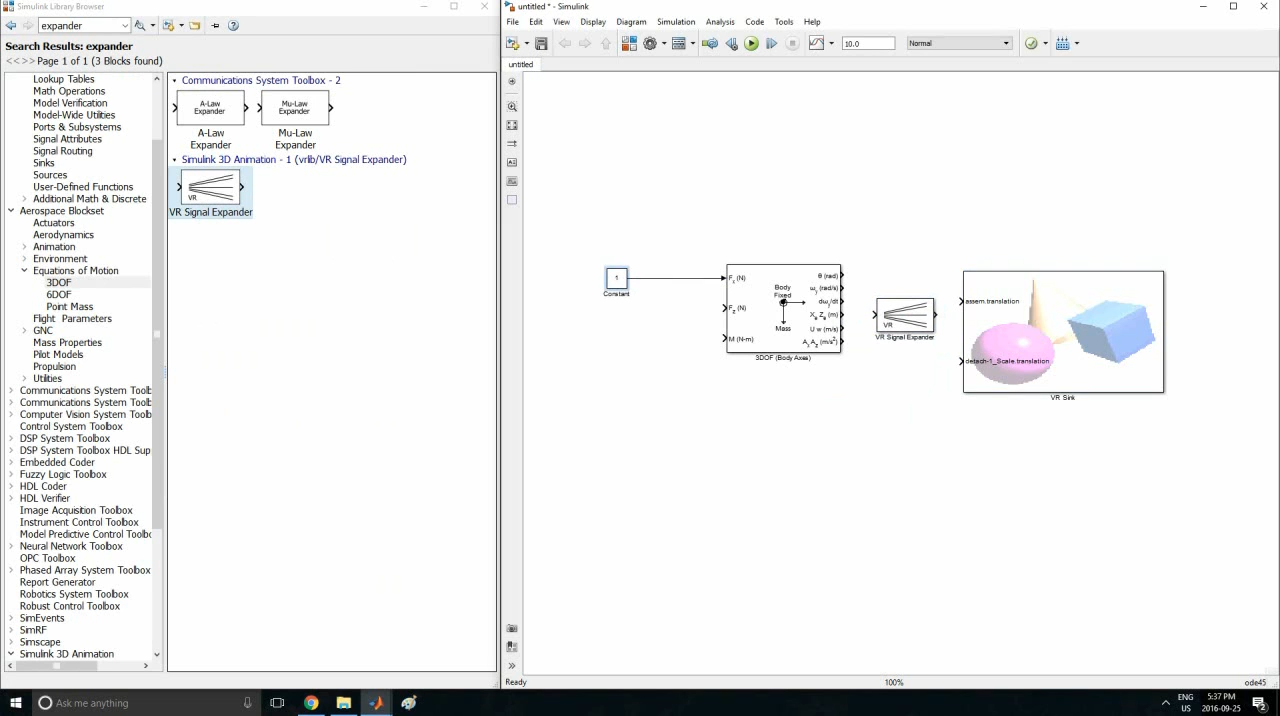 Simulink Library Browser
expander
Search Results: expander
<<>>Page 1 of 1 (3 Blocks found)
Lookup Tables
Math Operations
Model Verification
Model-Wide Utilities
Ports & Subsystems
Signal Attributes
Signal Routing
Sinks
Sources
User-Defined Functions
Additional Math & Discrete
Aerospace Blockset
Actuators
Aerodynamics
Animation
Environment
Equations of Motion
3DOF
6DOF
Point Mass
Flight Parameters
GNC
Mass Properties
Pilot Models
Propulsion
Utilities
Communications System Toolb
Communications System Toolb
Computer Vision System Toolb
Control System Toolbox
DSP System Toolbox
DSP System Toolbox HDL Sup
Embedded Coder
Fuzzy Logic Toolbox
HDL Coder
HDL Verifier
Image Acquisition Toolbox
Instrument Control Toolbox
Model Predictive Control Toolbo
Neural Network Toolbox
OPC Toolbox
Phased Array System Toolbox
Report Generator
Robotics System Toolbox
Robust Control Toolbox
SimEvents
SimRF
Simscape
Simulink 3D Animation
Communications System Toolbox - 2
A-Law
Expander
Mu-Law
Expander
A-Law
Expander
Mu-Law
Expander
Simulink 3D Animation - 1 (vrlib/VR Signal Expander)
VR
VR Signal Expander
untitled * - Simulink
File Edit View Display Diagram Simulation Analysis Code Tools Help
10.0
Normal
untitled
1
Constant
Fx (N)
Fz (N)
M (N-m)
Body
Fixed
Mass
θ (rad)
ωy (rad/s)
dωy/dt
Xe Ze (m)
U w (m/s)
Ax Az (m/s²)
3DOF (Body Axes)
VR
VR Signal Expander
assem.translation
detach-1_Scale.translation
VR Sink
Ready
100%
ode45
Ask me anything
ENG
US
5:37 PM
2016-09-25
2